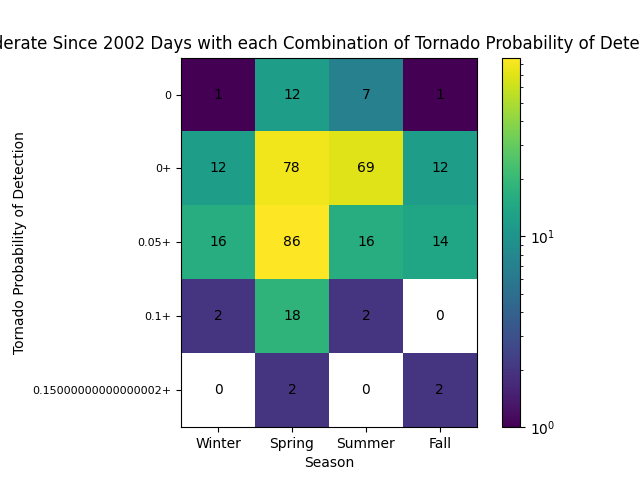 Since 2002 Days with each Combination of Tornado Probability of
0 1 12 7 1
0+ 12 78 69 12
0.05+ 16 86 16 14
0.1+ 2 18 2 0
0.15000000000000002+ 0 2 0 2
Winter Spring Summer Fall
Season
Tornado Probability of Detection
10¹
10⁰